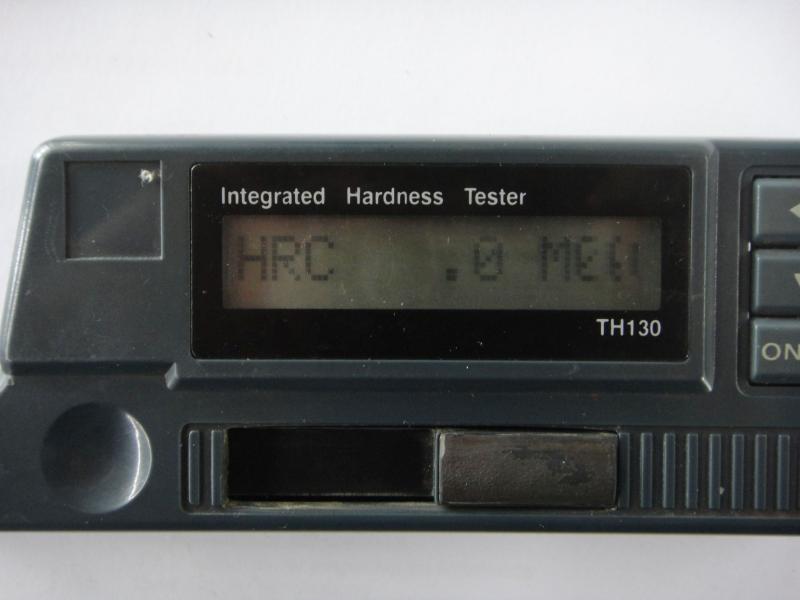 Integrated Hardness Tester
HRC .0
TH130
ON